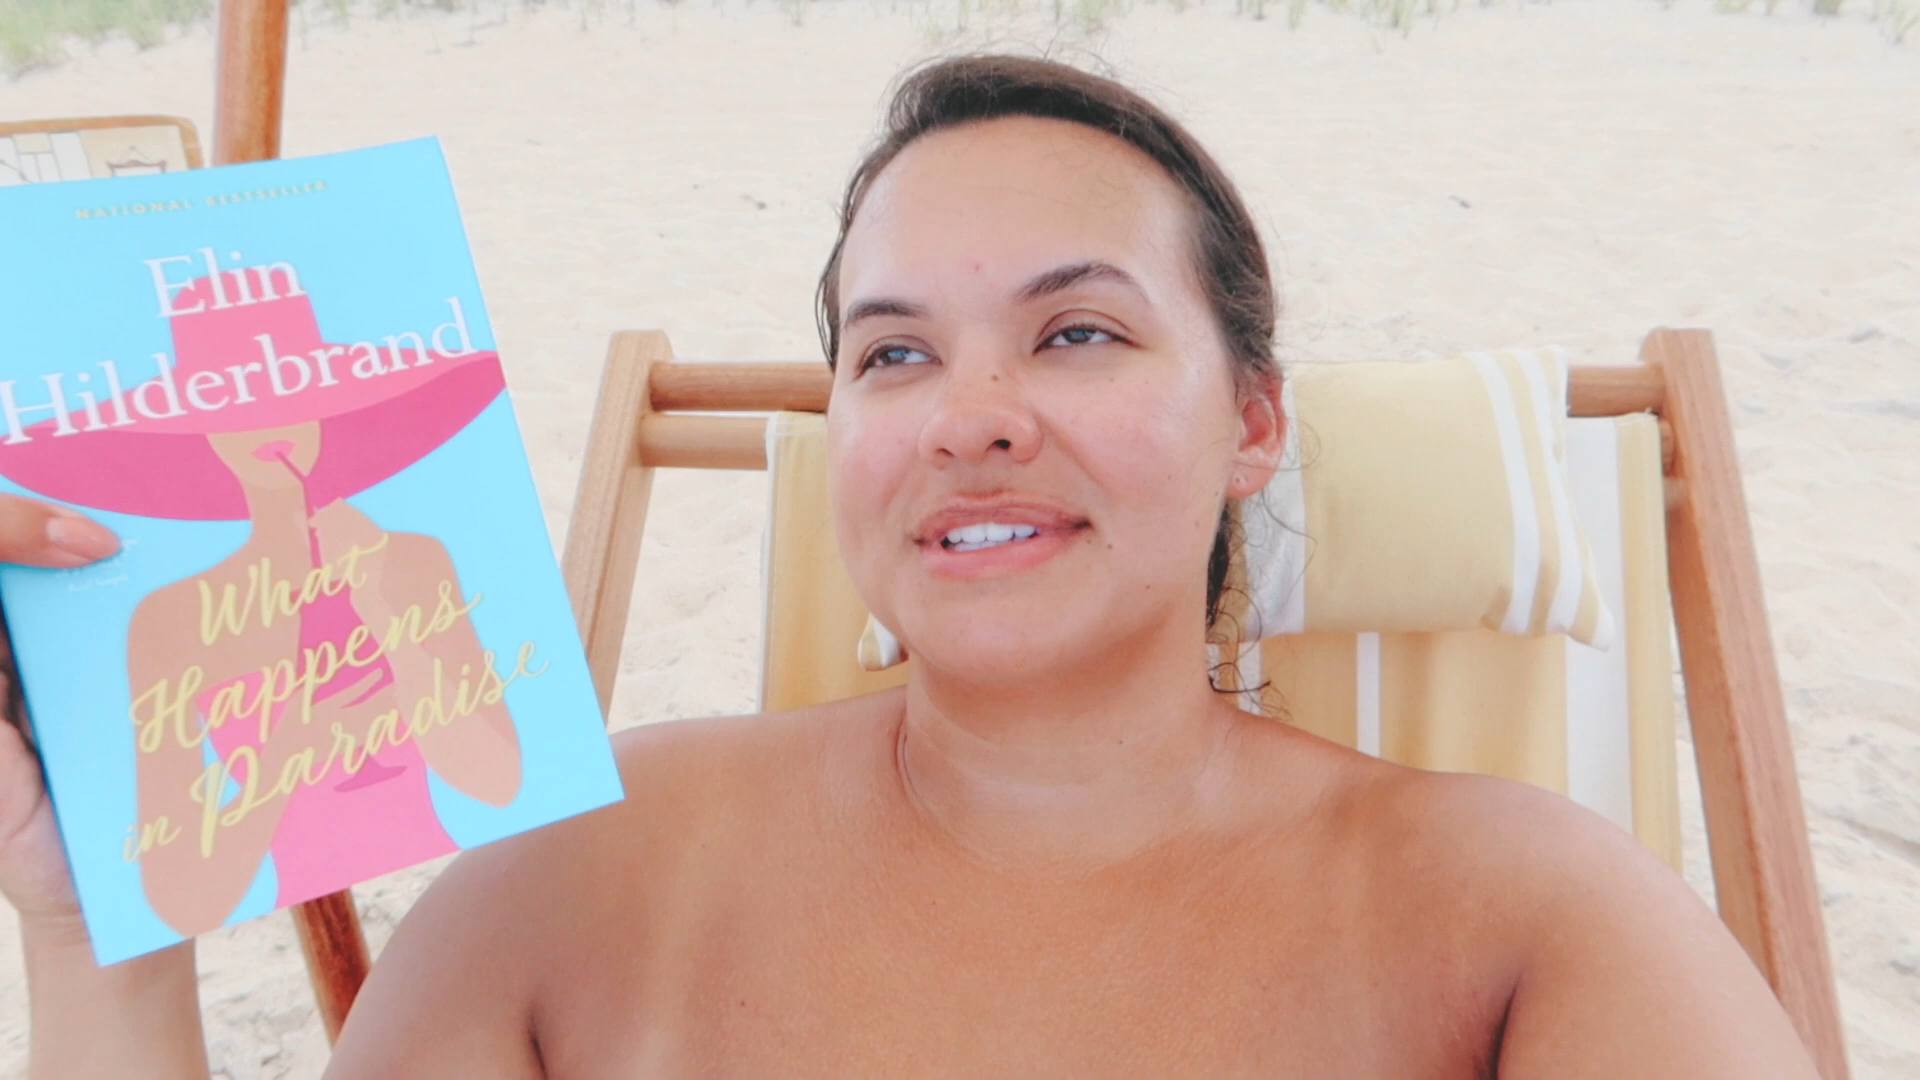 NATIONAL BESTSELLER
Elin
Hilderbrand
What
Happens
in Paradise